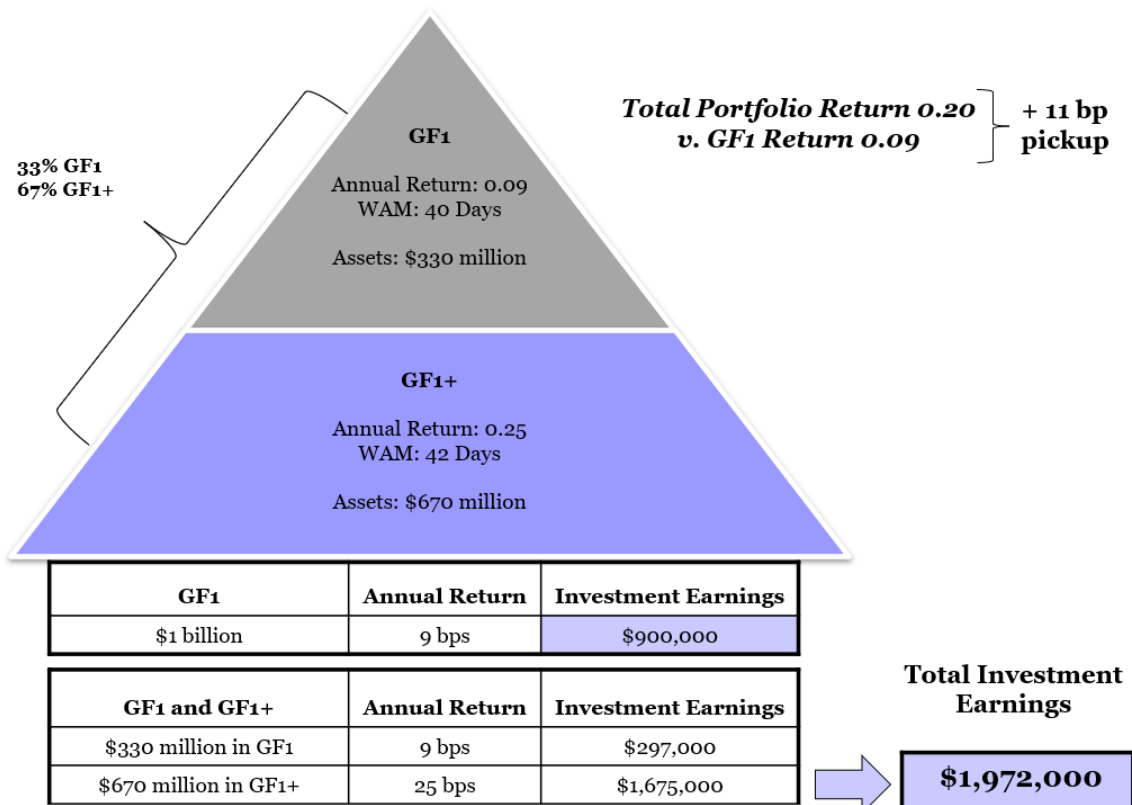 Total Portfolio Return 0.20
v. GF1 Return 0.09
+ 11 bp
pickup
33% GF1
67% GF1+
GF1
Annual Return: 0.09
WAM: 40 Days
Assets: $330 million
GF1+
Annual Return: 0.25
WAM: 42 Days
Assets: $670 million
GF1 Annual Return Investment Earnings
$1 billion 9 bps $900,000
GF1 and GF1+ Annual Return Investment Earnings
$330 million in GF1 9 bps $297,000
$670 million in GF1+ 25 bps $1,675,000
Total Investment
Earnings
$1,972,000